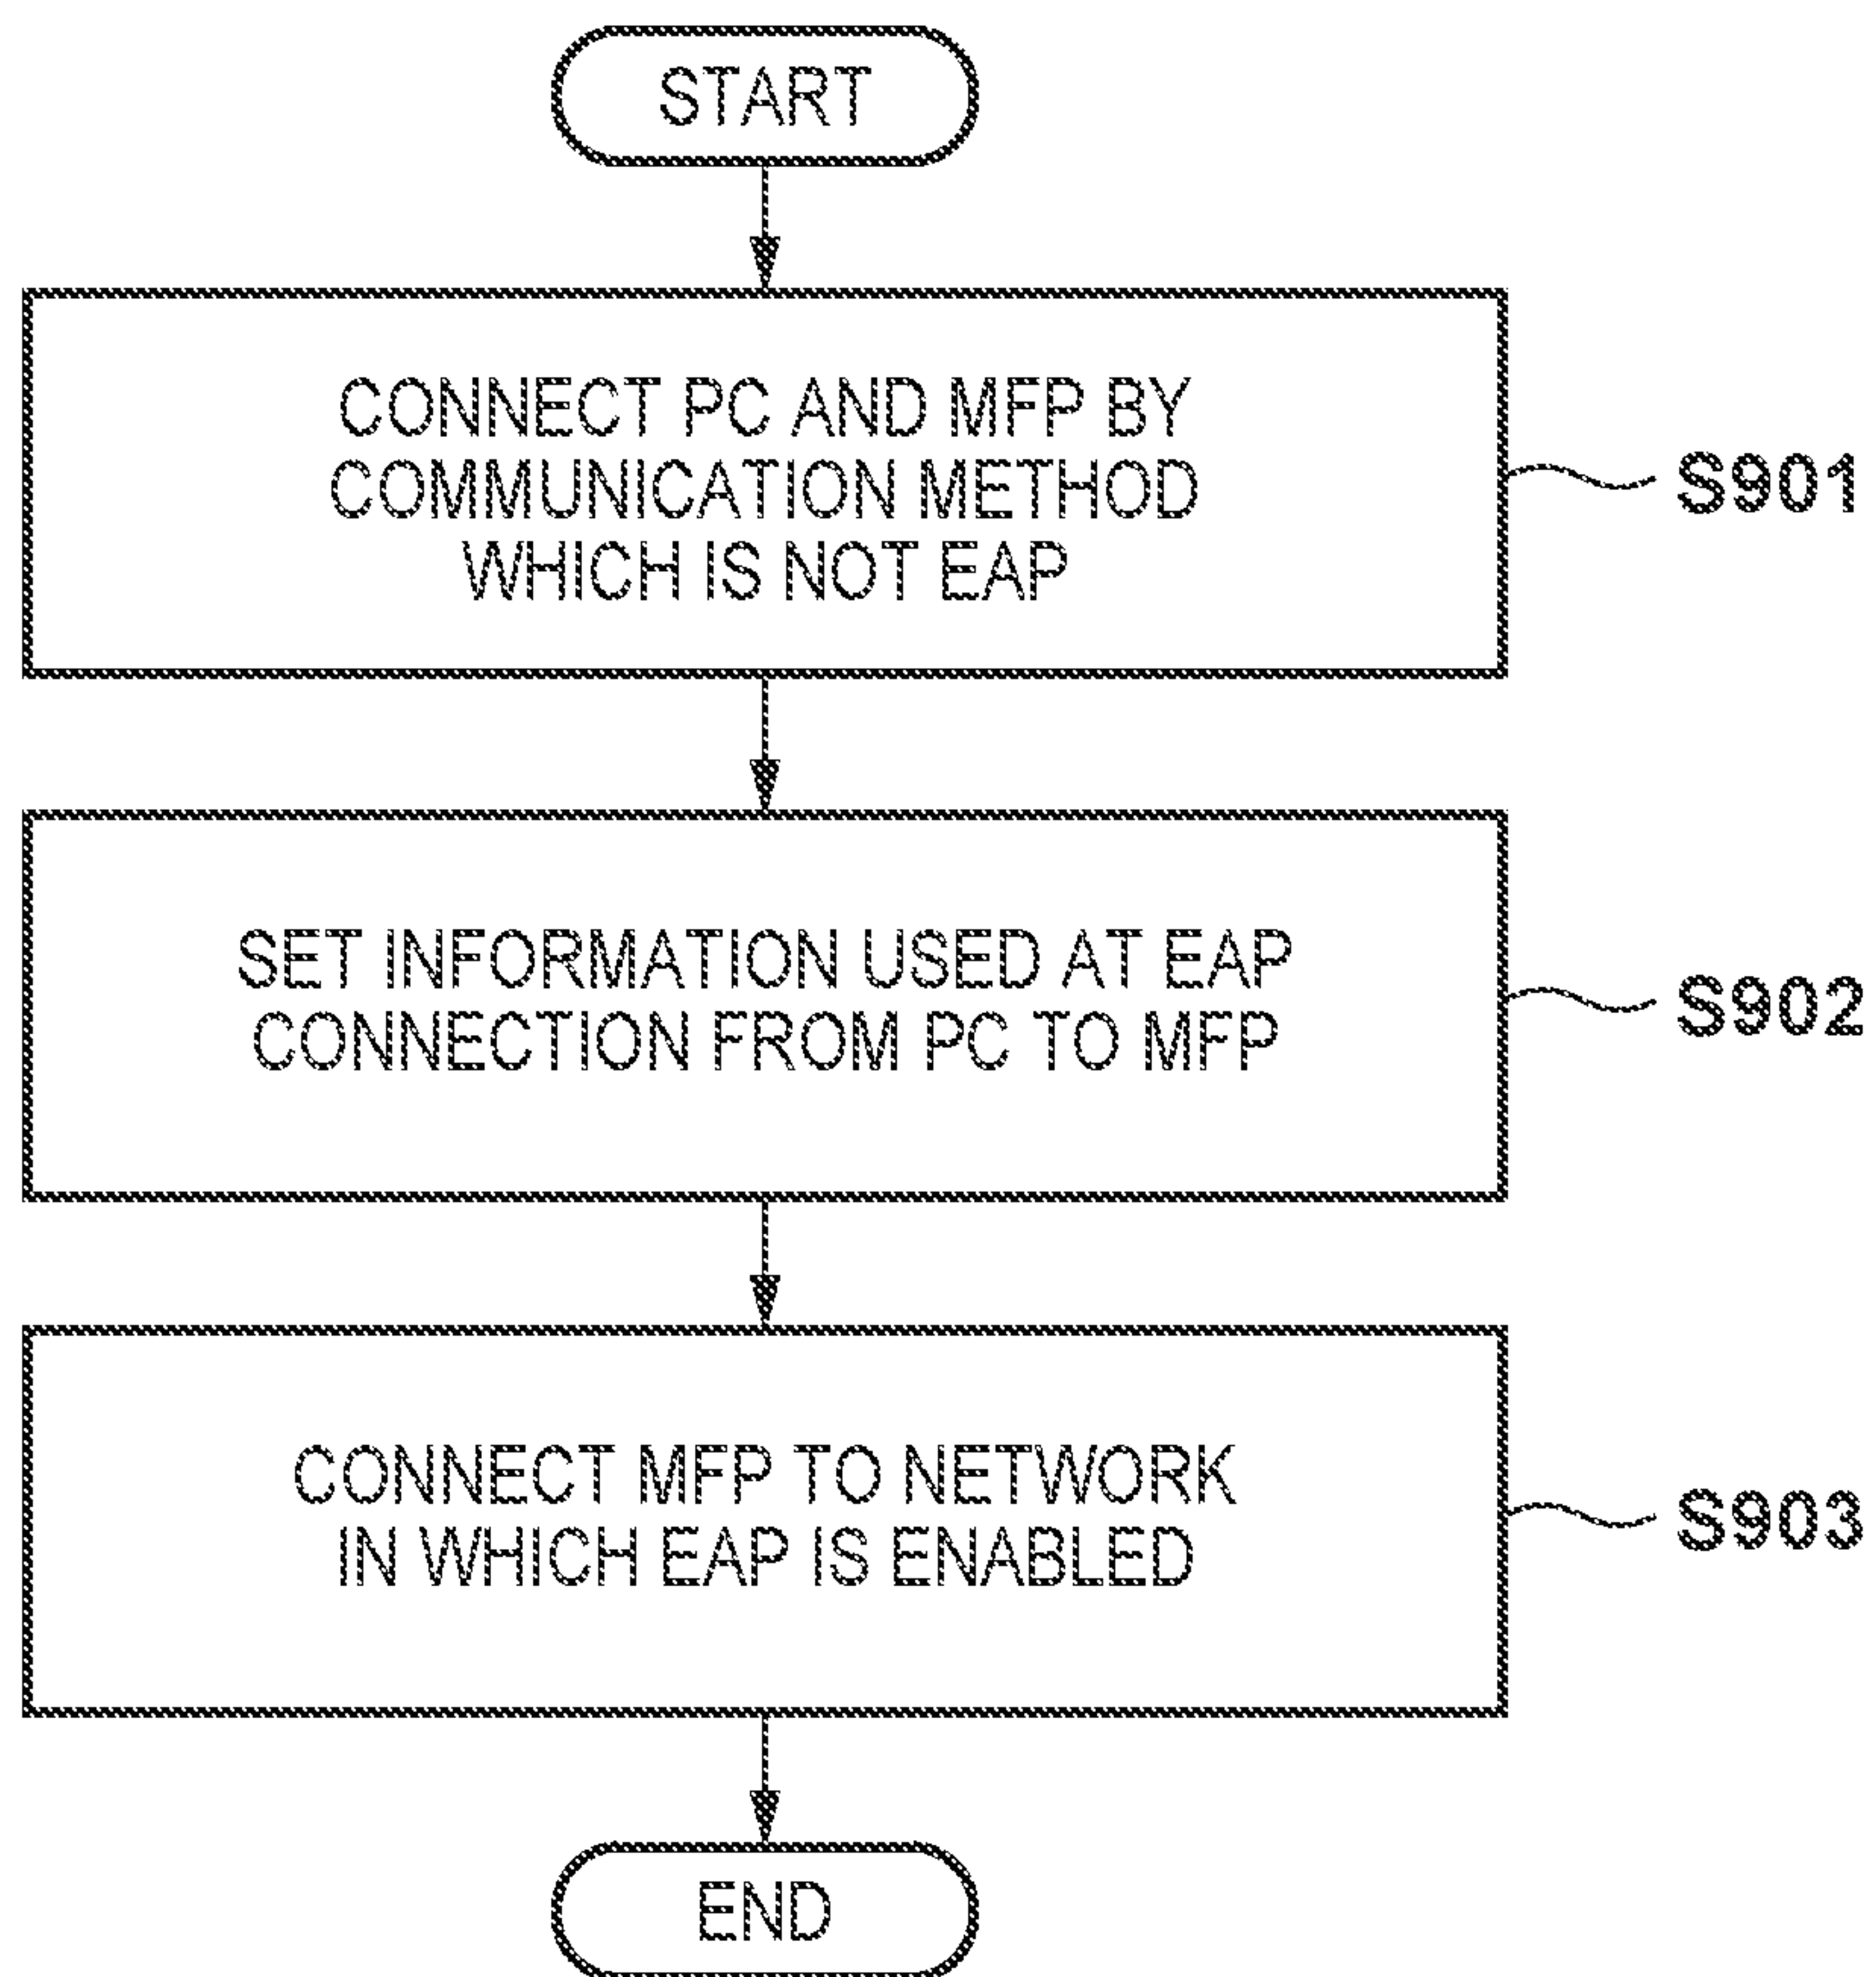 START
CONNECT PC AND MFP BY
COMMUNICATION METHOD
WHICH IS NOT EAP
S901
SET INFORMATION USED AT EAP
CONNECTION FROM PC TO MFP
S902
CONNECT MFP TO NETWORK
IN WHICH EAP IS ENABLED
S903
END